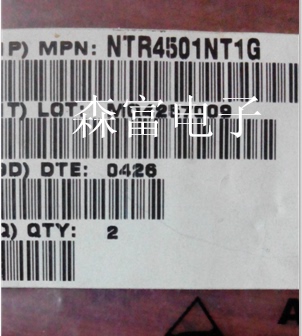 1P) MPN: NTR4501NT1G
1T) LOT:
森富电子
9D) DTE: 0426
Q) QTY: 2